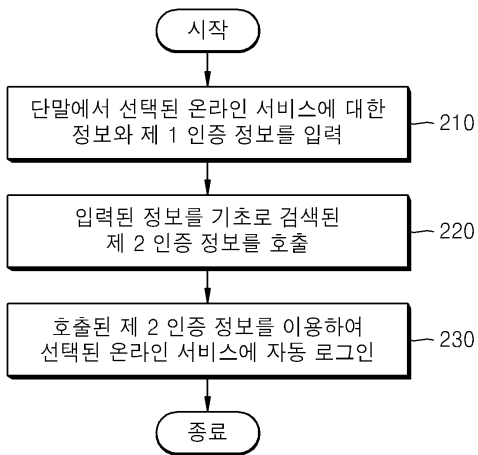 시작
단말에서 선택된 온라인 서비스에 대한
정보와 제 1 인증 정보를 입력
210
입력된 정보를 기초로 검색된
제 2 인증 정보를 호출
220
호출된 제 2 인증 정보를 이용하여
선택된 온라인 서비스에 자동 로그인
230
종료